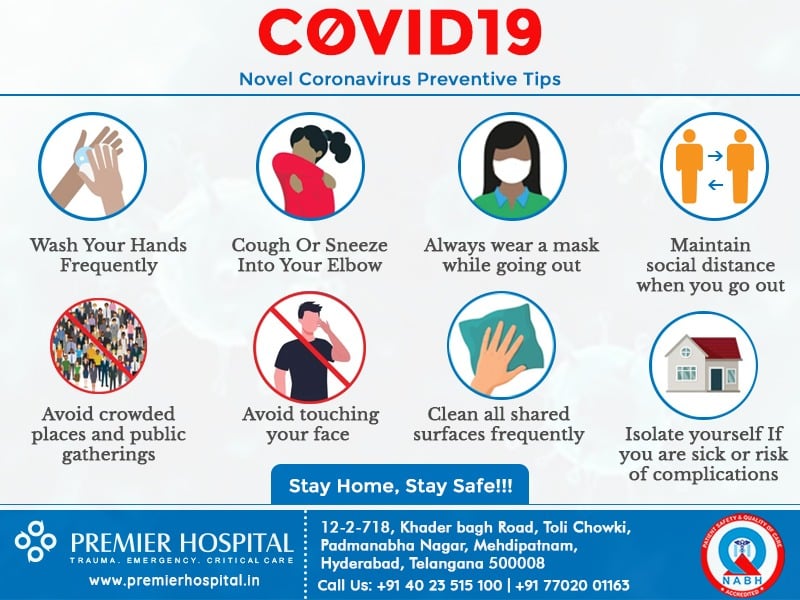 COVID19
Novel Coronavirus Preventive Tips
Wash Your Hands
Frequently
Cough Or Sneeze
Into Your Elbow
Always wear a mask
while going out
Maintain
social distance
when you go out
Avoid crowded
places and public
gatherings
Avoid touching
your face
Clean all shared
surfaces frequently
Isolate yourself If
you are sick or risk
of complications
Stay Home, Stay Safe!!!
PREMIER HOSPITAL
TRAUMA. EMERGENCY. CRITICAL CARE
www.premierhospital.in
12-2-718, Khader bagh Road, Toli Chowki,
Padmanabha Nagar, Mehdipatnam,
Hyderabad, Telangana 500008
Call Us: +91 40 23 515 100 | +91 77020 01163
PATIENT SAFETY & QUALITY OF CARE
NABH
ACCREDITED